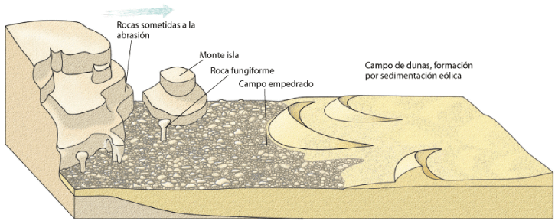 Rocas sometidas a la
abrasión
Monte isla
Roca fungiforme
Campo empedrado
Campo de dunas, formación
por sedimentación eólica